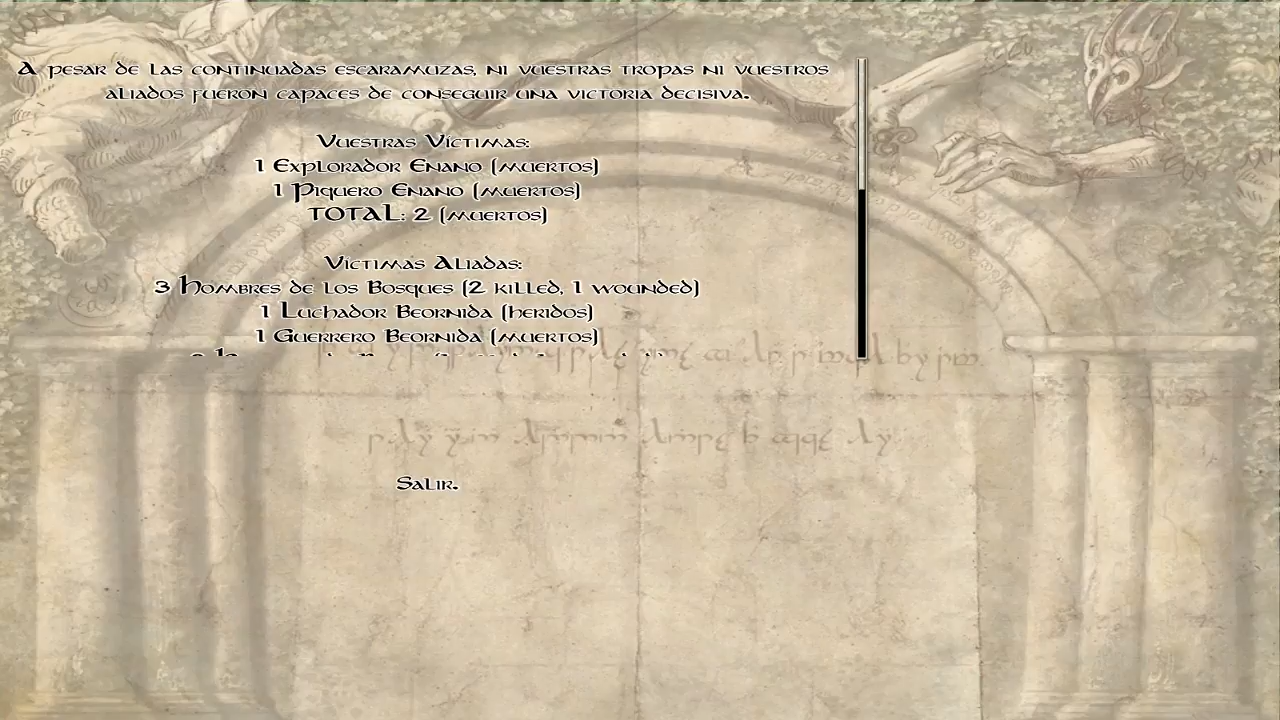 A pesar de las continuadas escaramuzas, ni vuestras tropas ni vuestros
aliados fueron capaces de conseguir una victoria decisiva.
Vuestras Víctimas:
1 Explorador Enano (muertos)
1 Piquero Enano (muertos)
TOTAL: 2 (muertos)
Víctimas Aliadas:
3 Hombres de los Bosques (2 killed, 1 wounded)
1 Luchador Beornida (heridos)
1 Guerrero Beornida (muertos)
Salir.